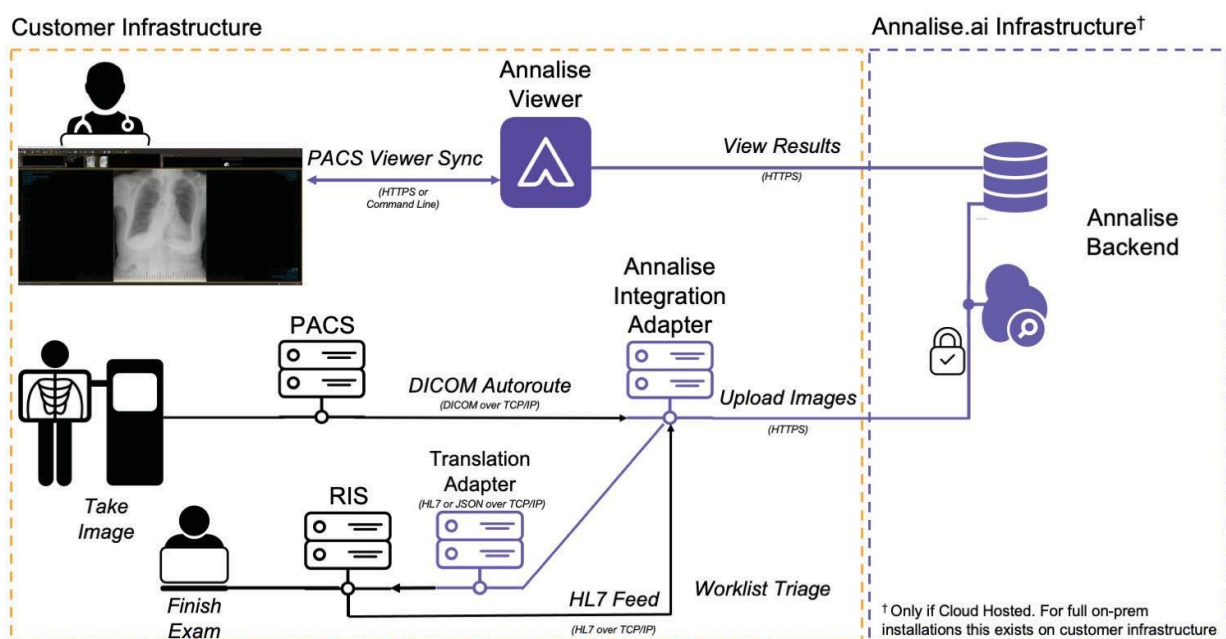 Customer Infrastructure
Annalise.ai Infrastructure†
Annalise
Viewer
PACS Viewer Sync
(HTTPS or
Command Line)
View Results
(HTTPS)
Annalise
Backend
Annalise
Integration
Adapter
PACS
DICOM Autoroute
(DICOM over TCP/IP)
Upload Images
(HTTPS)
Take
Image
Translation
Adapter
(HL7 or JSON over TCP/IP)
RIS
Finish
Exam
HL7 Feed
(HL7 over TCP/IP)
Worklist Triage
† Only if Cloud Hosted. For full on-prem
installations this exists on customer infrastructure